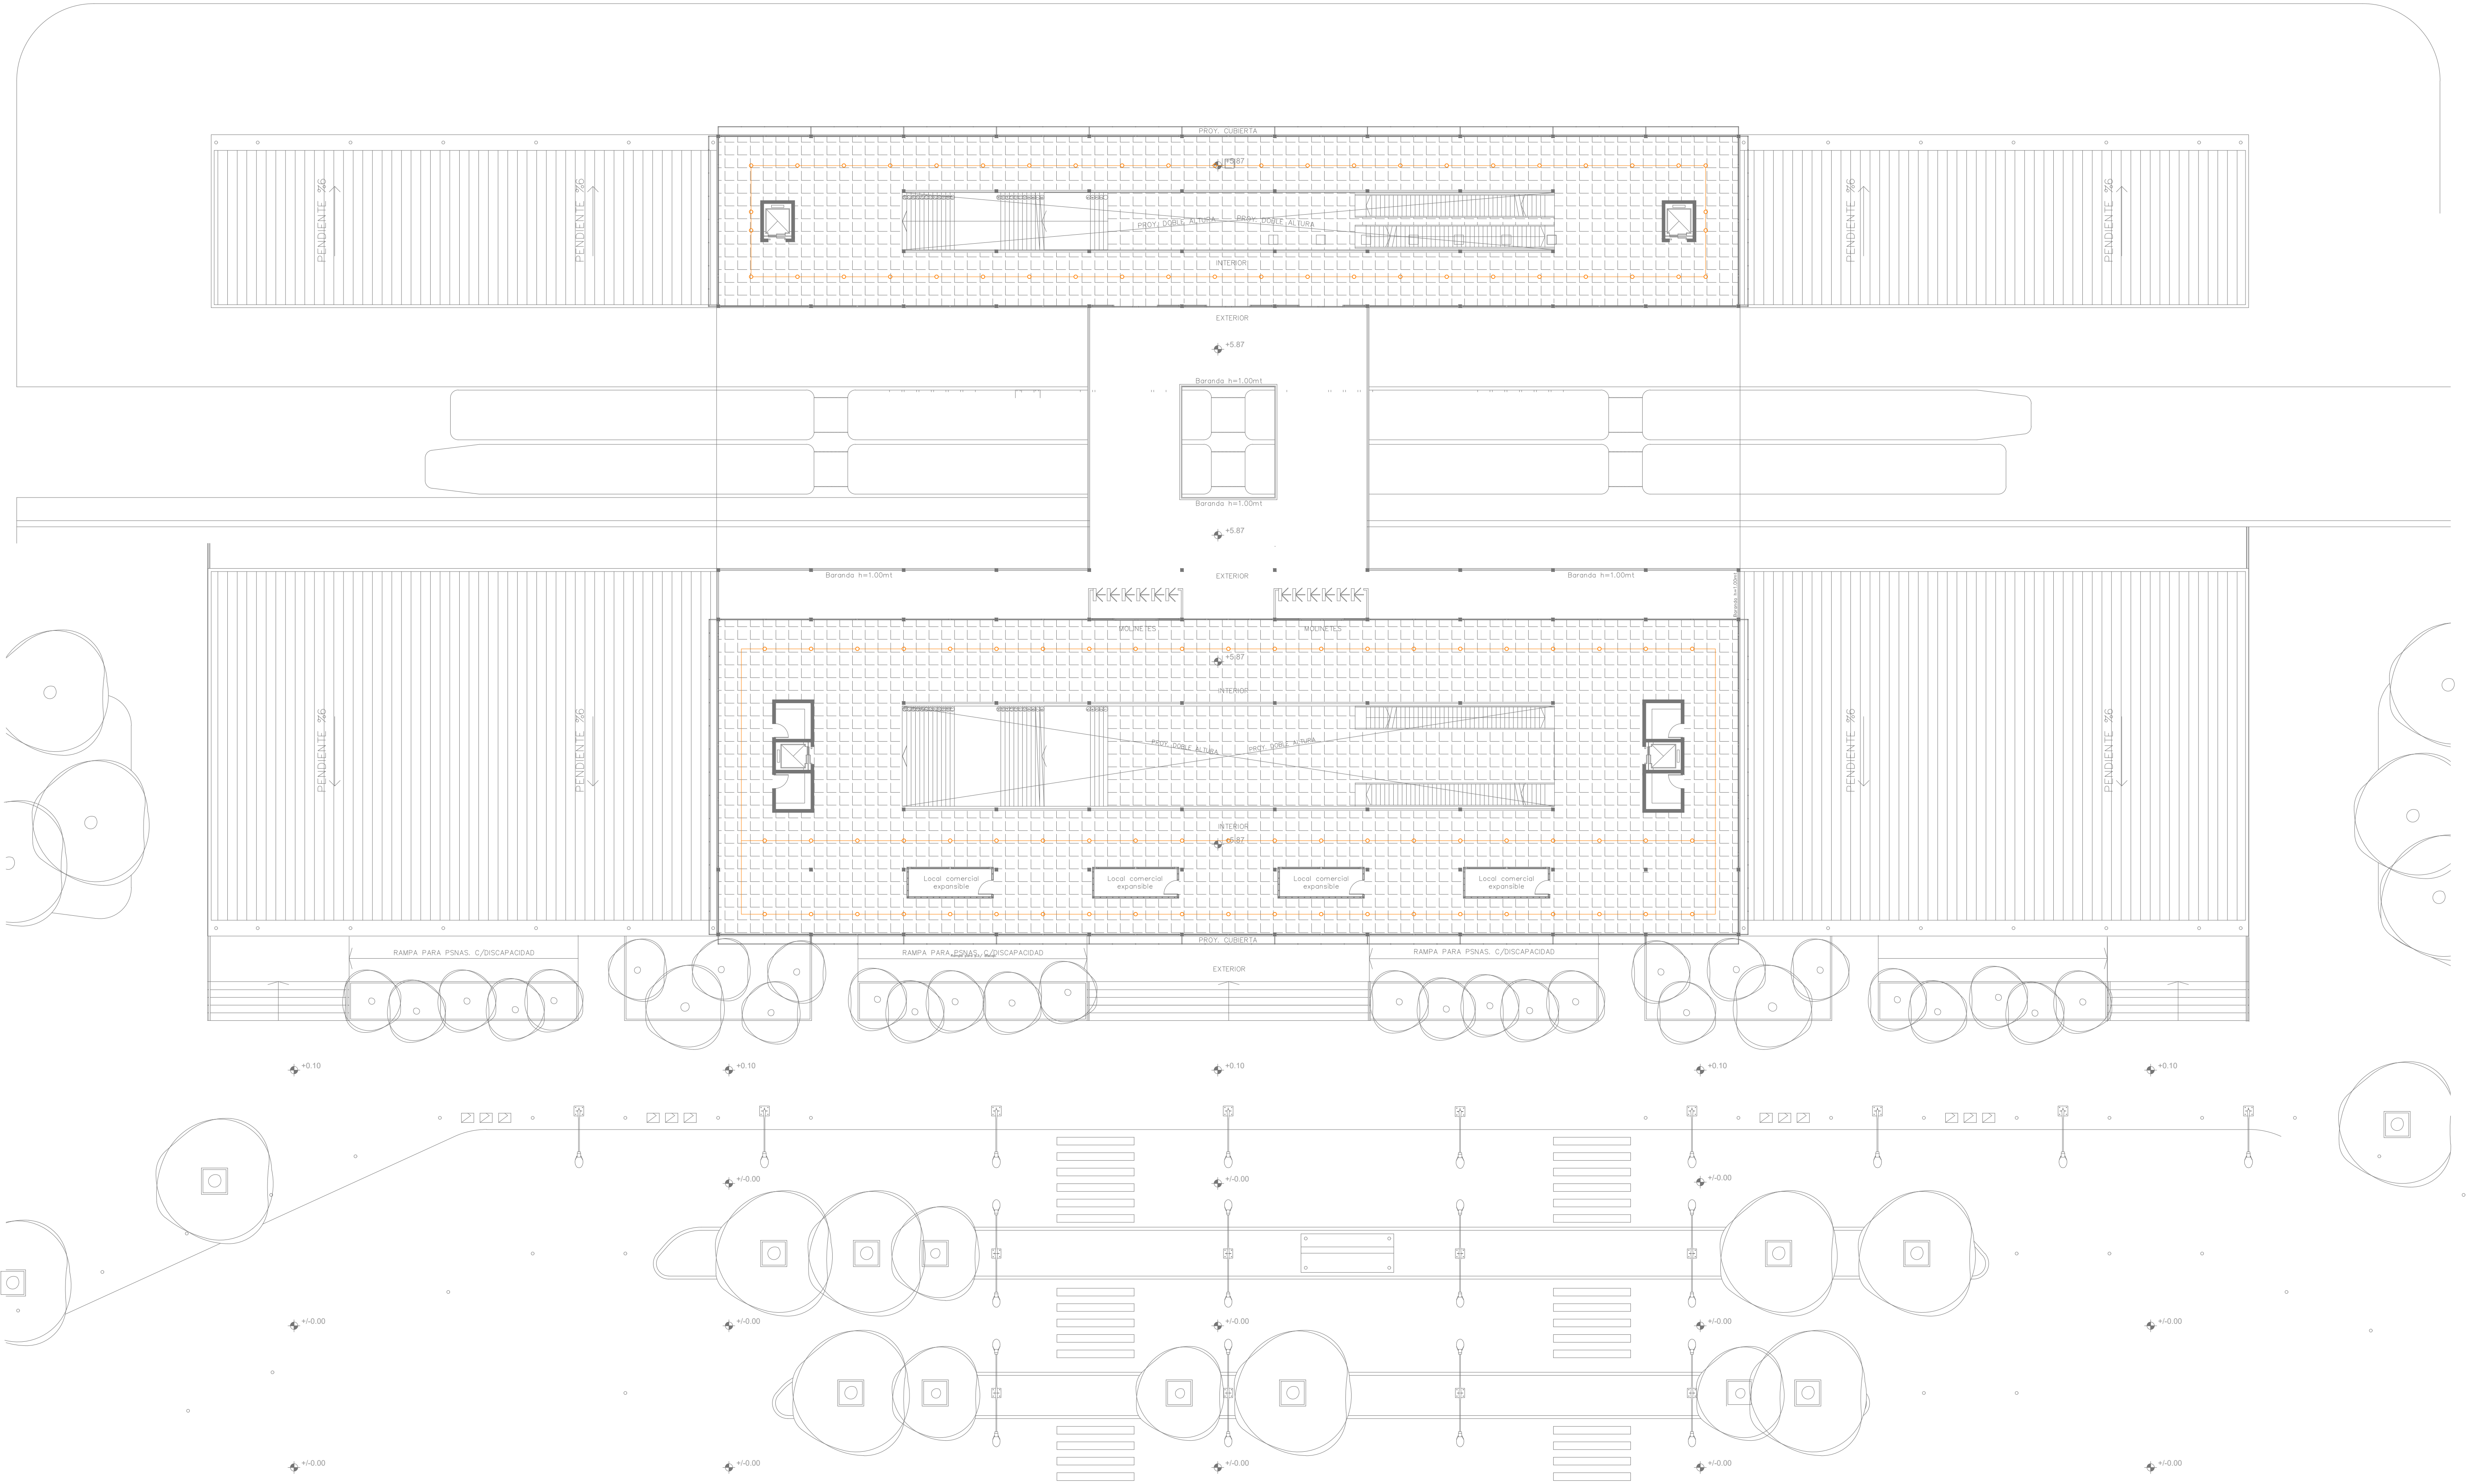 PROY. CUBIERTA
+5.87
PENDIENTE %6
PENDIENTE %6
PENDIENTE %6
PENDIENTE %6
PROY. DOBLE ALTURA
PROY. DOBLE ALTURA
INTERIOR
EXTERIOR
+5.87
Baranda h=1.00mt
Baranda h=1.00mt
+5.87
Baranda h=1.00mt
EXTERIOR
Baranda h=1.00mt
Baranda h=1.00mt
MOLINETES
MOLINETES
+5.87
INTERIOR
PENDIENTE %6
PENDIENTE %6
PROY. DOBLE ALTURA
PROY. DOBLE ALTURA
PENDIENTE %6
PENDIENTE %6
INTERIOR
+5.87
Local comercial
expansible
Local comercial
expansible
Local comercial
expansible
Local comercial
expansible
PROY. CUBIERTA
RAMPA PARA PSNAS. C/DISCAPACIDAD
RAMPA PARA PSNAS. C/DISCAPACIDAD
RAMPA PARA PSNAS. C/DISCAPACIDAD
EXTERIOR
+0.10
+0.10
+0.10
+0.10
+0.10
+/-0.00
+/-0.00
+/-0.00
+/-0.00
+/-0.00
+/-0.00
+/-0.00
+/-0.00
+/-0.00
+/-0.00
+/-0.00
+/-0.00
+/-0.00